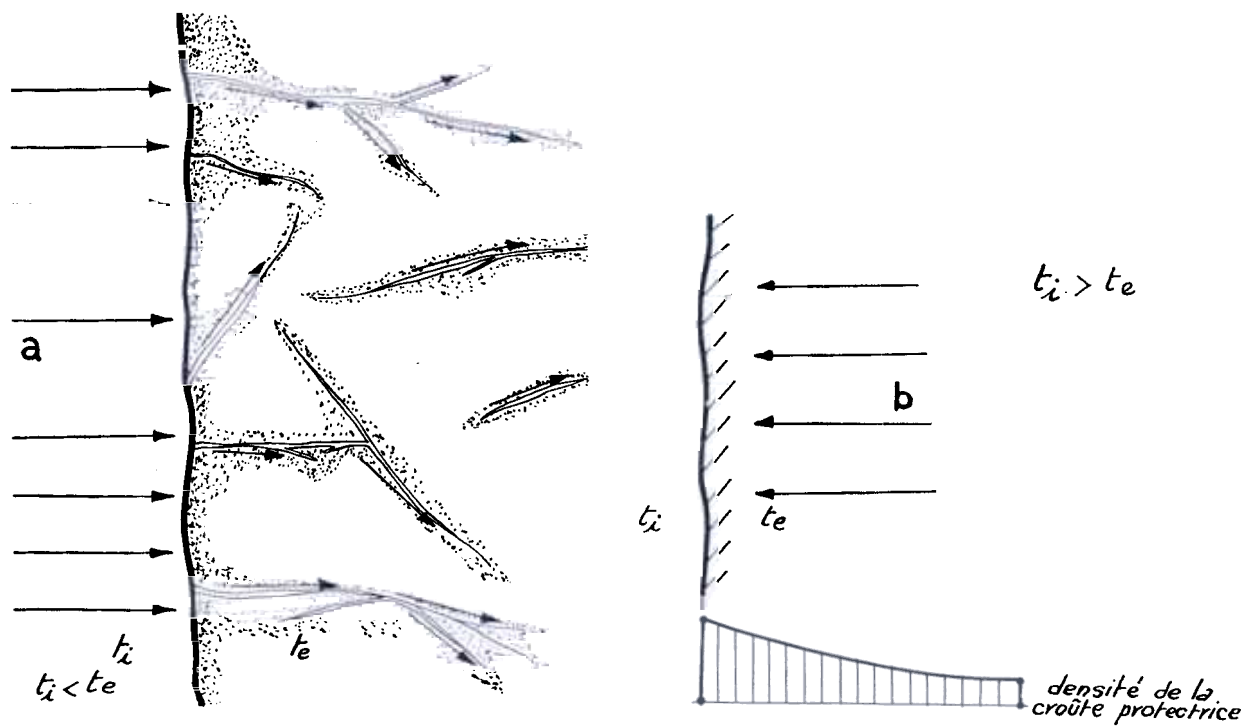 a
tᵢ
tₑ
tᵢ < tₑ
tᵢ > tₑ
b
tᵢ
tₑ
densité de la
croûte protectrice